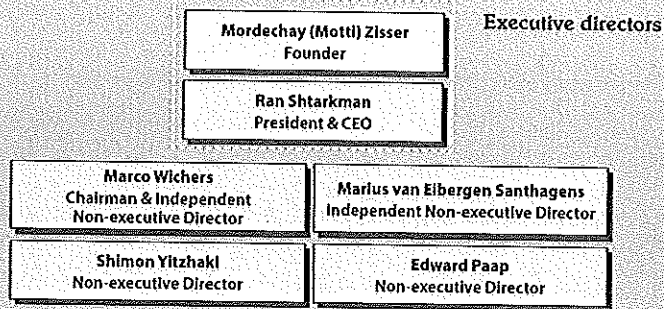 Executive directors
Mordechay (Motti) Zisser
Founder
Ran Shtarkman
President & CEO
Marco Wichers
Chairman & Independent
Non-executive Director
Marius van Eibergen Santhagens
Independent Non-executive Director
Shimon Yitzhaki
Non-executive Director
Edward Paap
Non-executive Director